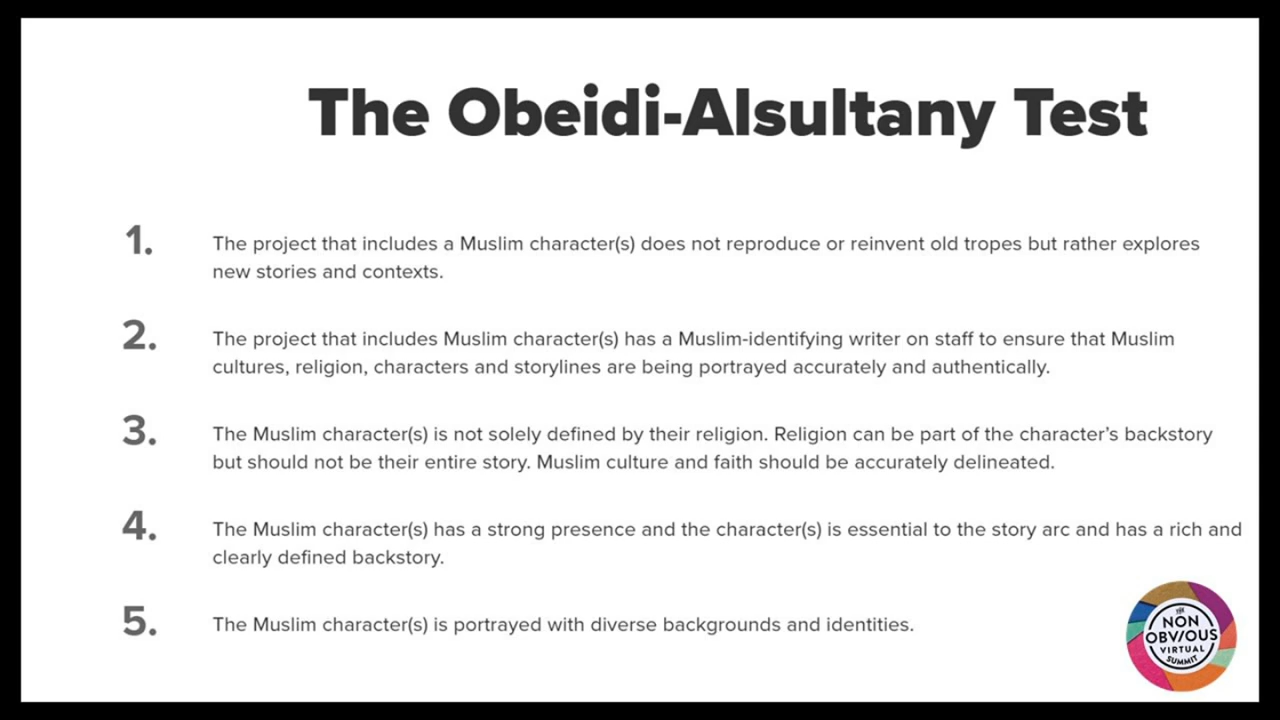 The Obeidi-Alsultany Test
1. The project that includes a Muslim character(s) does not reproduce or reinvent old tropes but rather explores
new stories and contexts.
2. The project that includes Muslim character(s) has a Muslim-identifying writer on staff to ensure that Muslim
cultures, religion, characters and storylines are being portrayed accurately and authentically.
3. The Muslim character(s) is not solely defined by their religion. Religion can be part of the character's backstory
but should not be their entire story. Muslim culture and faith should be accurately delineated.
4. The Muslim character(s) has a strong presence and the character(s) is essential to the story arc and has a rich and
clearly defined backstory.
5. The Muslim character(s) is portrayed with diverse backgrounds and identities.
THE
NON
OBV/OUS
VIRTUAL
SUMMIT